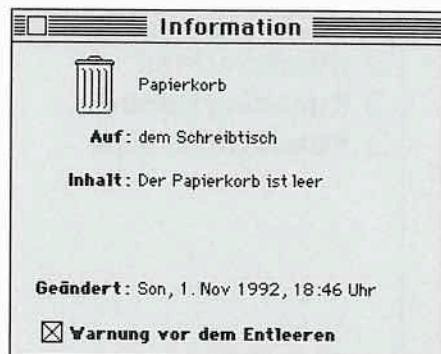 Information
Papierkorb
Auf: dem Schreibtisch
Inhalt: Der Papierkorb ist leer
Geändert: Son, 1. Nov 1992, 18:46 Uhr
Warnung vor dem Entleeren